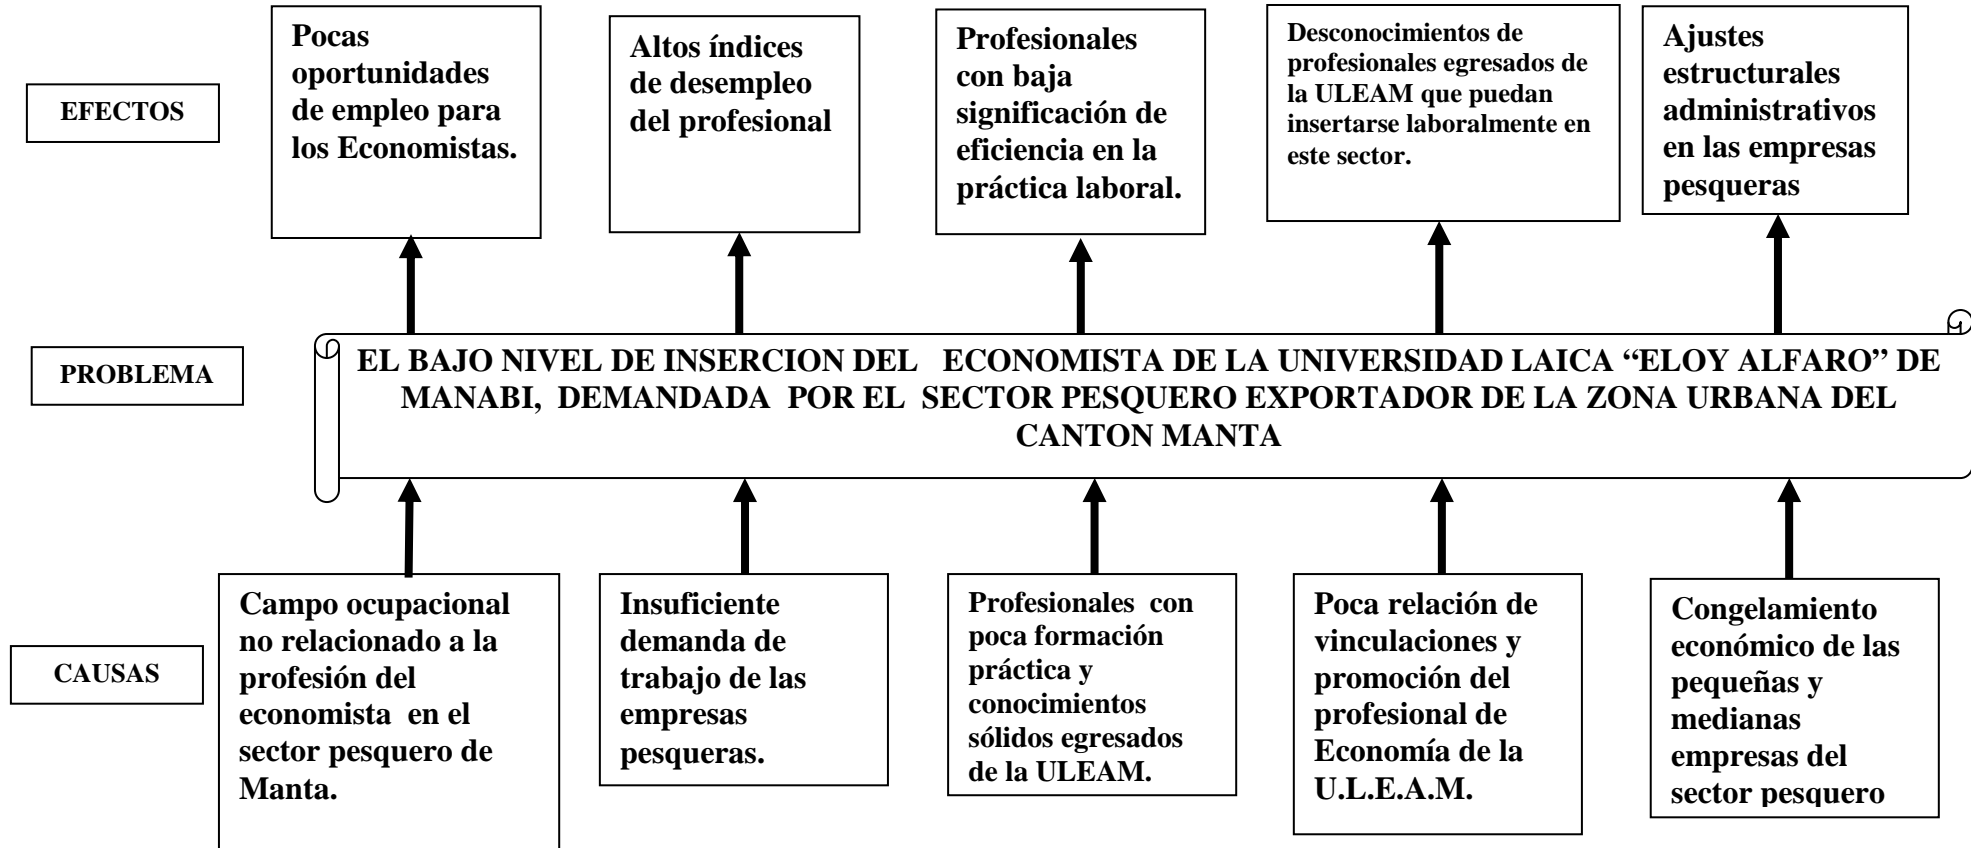 EFECTOS
Pocas
oportunidades
de empleo para
los Economistas.
Altos índices
de desempleo
del profesional
Profesionales
con baja
significación de
eficiencia en la
práctica laboral.
Desconocimientos de
profesionales egresados de
la ULEAM que puedan
insertarse laboralmente en
este sector.
Ajustes
estructurales
administrativos
en las empresas
pesqueras
PROBLEMA
EL BAJO NIVEL DE INSERCION DEL ECONOMISTA DE LA UNIVERSIDAD LAICA “ELOY ALFARO” DE
MANABI, DEMANDADA POR EL SECTOR PESQUERO EXPORTADOR DE LA ZONA URBANA DEL
CANTON MANTA
CAUSAS
Campo ocupacional
no relacionado a la
profesión del
economista en el
sector pesquero de
Manta.
Insuficiente
demanda de
trabajo de las
empresas
pesqueras.
Profesionales con
poca formación
práctica y
conocimientos
sólidos egresados
de la ULEAM.
Poca relación de
vinculaciones y
promoción del
profesional de
Economía de la
U.L.E.A.M.
Congelamiento
económico de las
pequeñas y
medianas
empresas del
sector pesquero